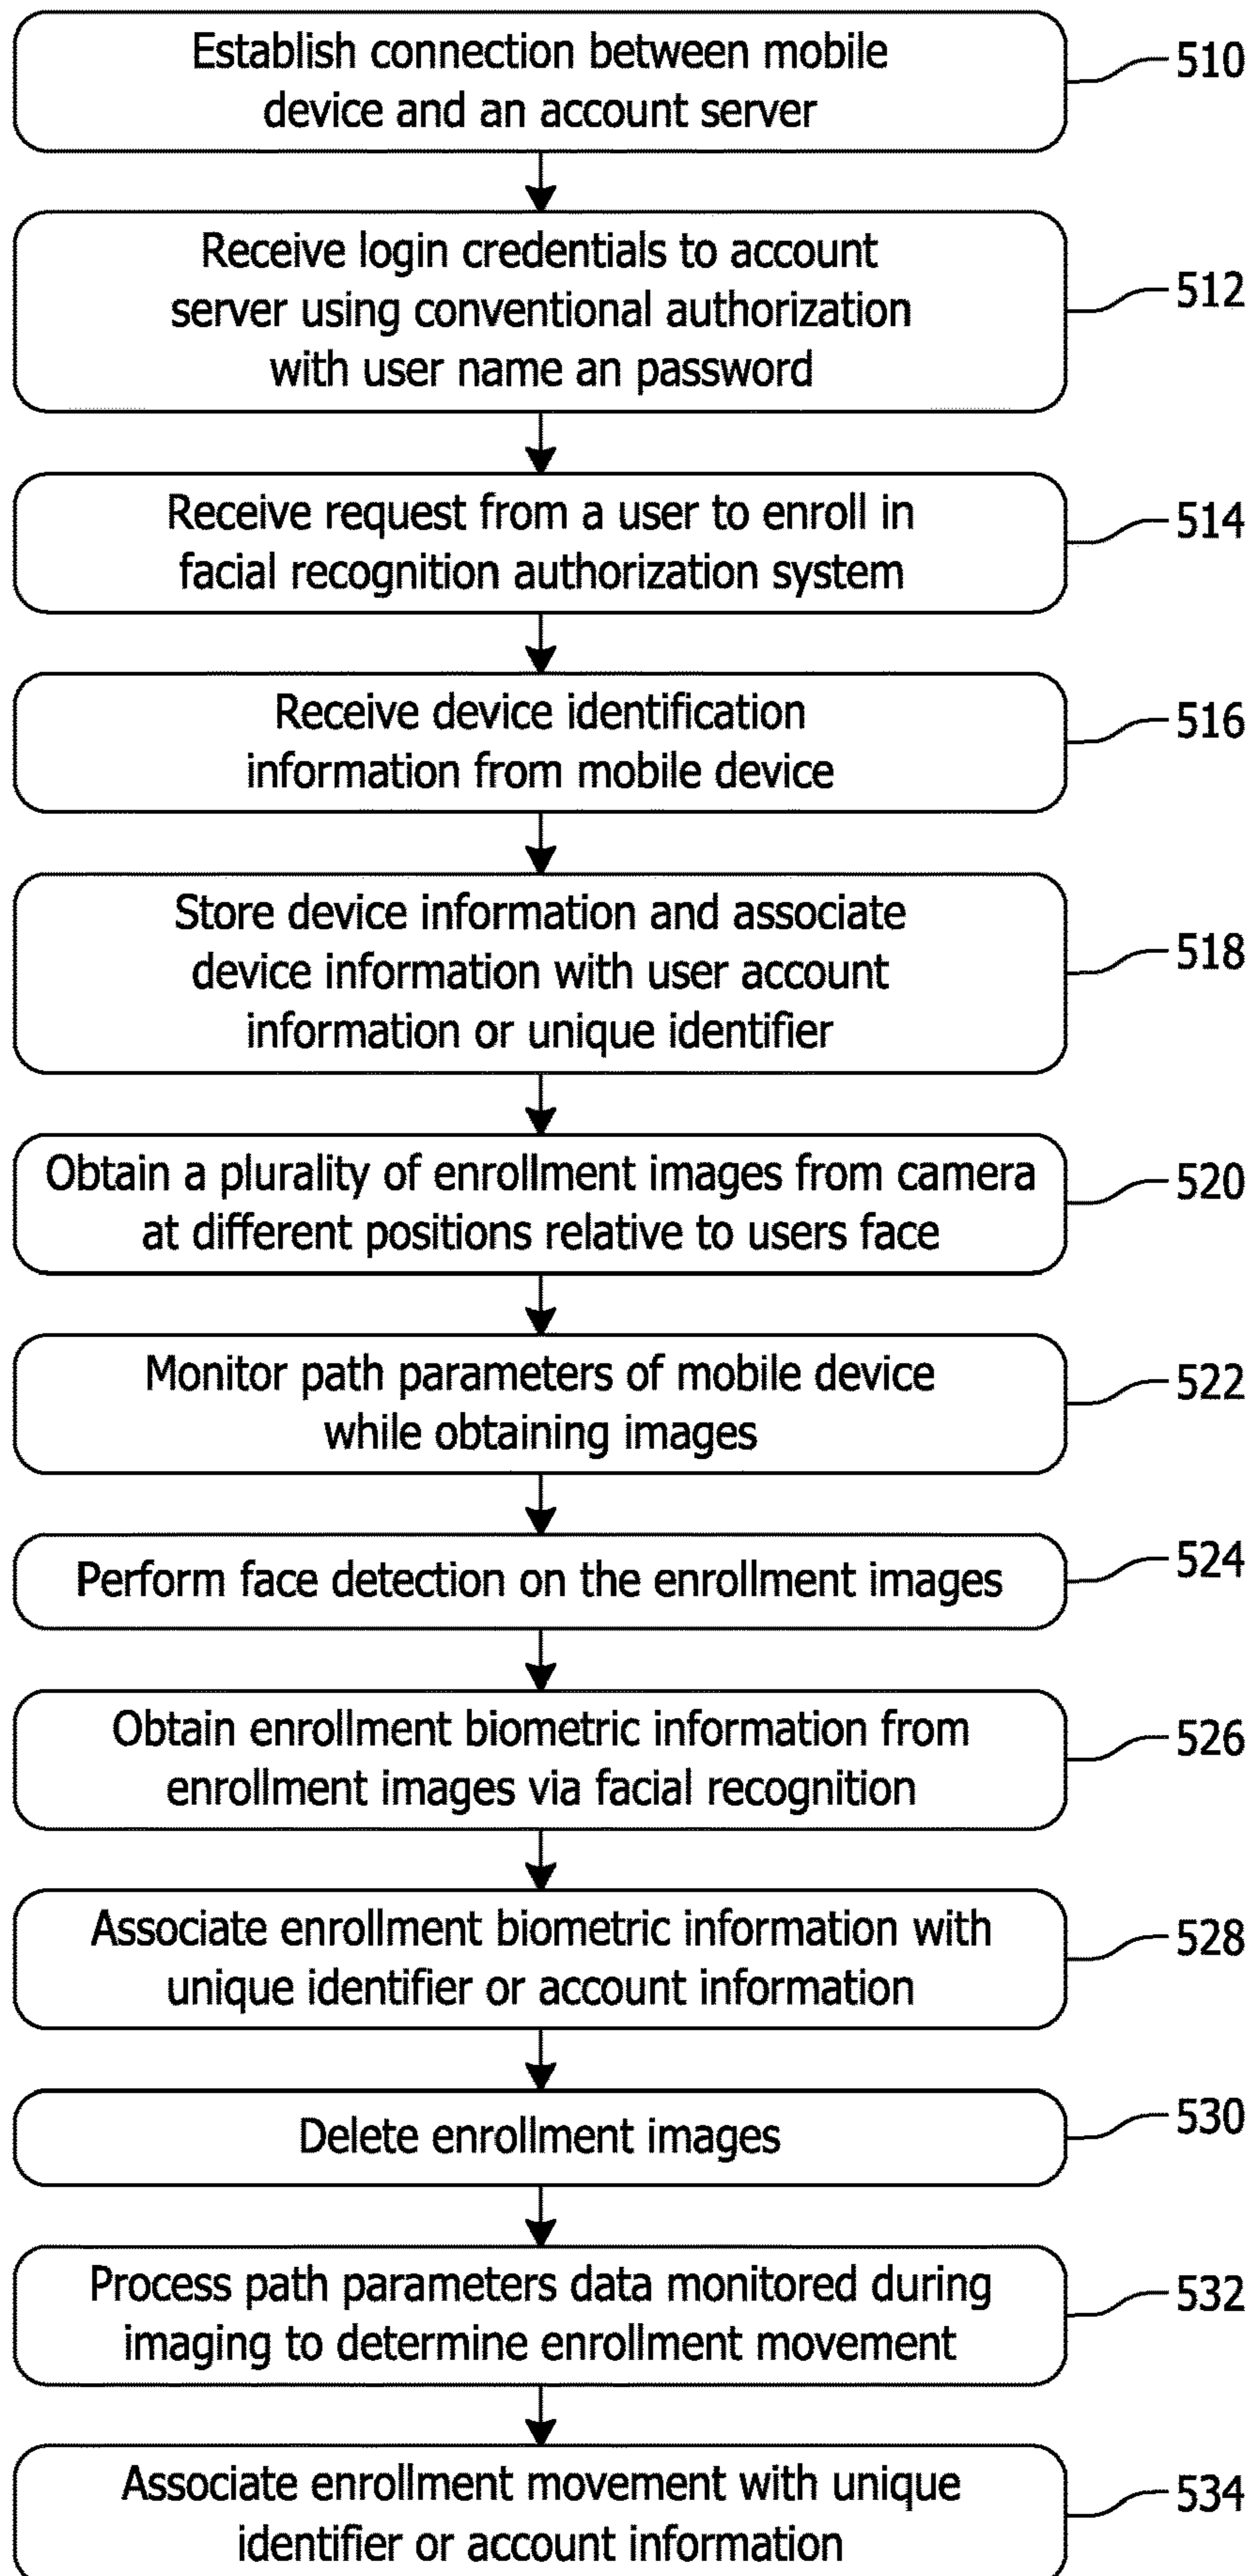 Establish connection between mobile
device and an account server
510
Receive login credentials to account
server using conventional authorization
with user name an password
512
Receive request from a user to enroll in
facial recognition authorization system
514
Receive device identification
information from mobile device
516
Store device information and associate
device information with user account
information or unique identifier
518
Obtain a plurality of enrollment images from camera
at different positions relative to users face
520
Monitor path parameters of mobile device
while obtaining images
522
Perform face detection on the enrollment images
524
Obtain enrollment biometric information from
enrollment images via facial recognition
526
Associate enrollment biometric information with
unique identifier or account information
528
Delete enrollment images
530
Process path parameters data monitored during
imaging to determine enrollment movement
532
Associate enrollment movement with unique
identifier or account information
534